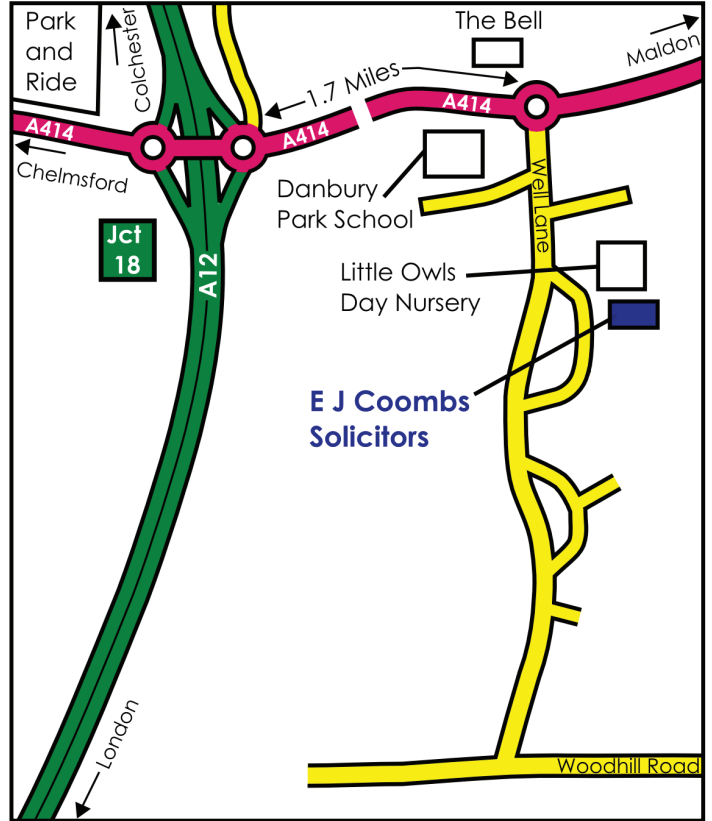 Park
and
Ride
Colchester
The Bell
Maldon
1.7 Miles
A414
A414
A414
Chelmsford
Danbury
Park School
Well Lane
Jct
18
A12
Little Owls
Day Nursery
E J Coombs
Solicitors
London
Woodhill Road